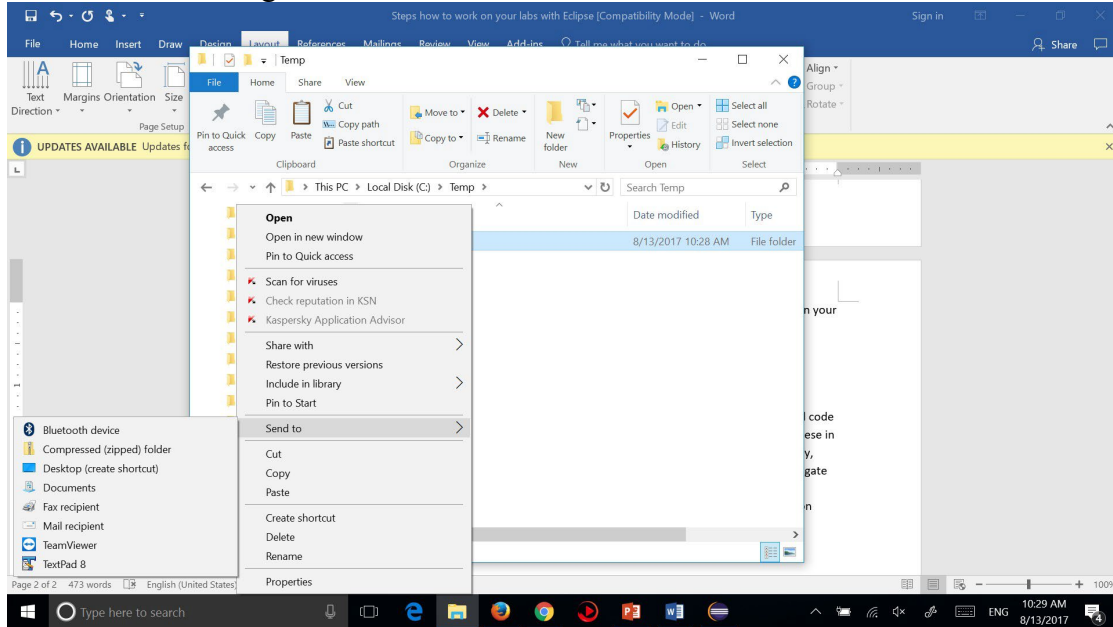 Steps how to work on your labs with Eclipse [Compatibility Mode] - Word
Sign in
File Home Insert Draw Design Layout References Mailings Review View Add-ins Tell me what you want to do
Share
Temp
File Home Share View
Text Direction
Margins
Orientation
Size
Page Setup
Align
Group
Rotate
Pin to Quick access
Copy
Paste
Cut
Copy path
Paste shortcut
Clipboard
Move to
Copy to
Delete
Rename
Organize
New folder
New
Properties
Open
Edit
History
Open
Select all
Select none
Invert selection
Select
UPDATES AVAILABLE Updates
This PC > Local Disk (C:) > Temp >
Search Temp
Date modified
Type
8/13/2017 10:28 AM
File folder
Open
Open in new window
Pin to Quick access
Scan for viruses
Check reputation in KSN
Kaspersky Application Advisor
Share with
Restore previous versions
Include in library
Pin to Start
Send to
Cut
Copy
Paste
Create shortcut
Delete
Rename
Properties
Bluetooth device
Compressed (zipped) folder
Desktop (create shortcut)
Documents
Fax recipient
Mail recipient
TeamViewer
TextPad 8
n your
code
ese in
y,
gate
n
Page 2 of 2 473 words English (United States)
100%
Type here to search
ENG
10:29 AM
8/13/2017
4